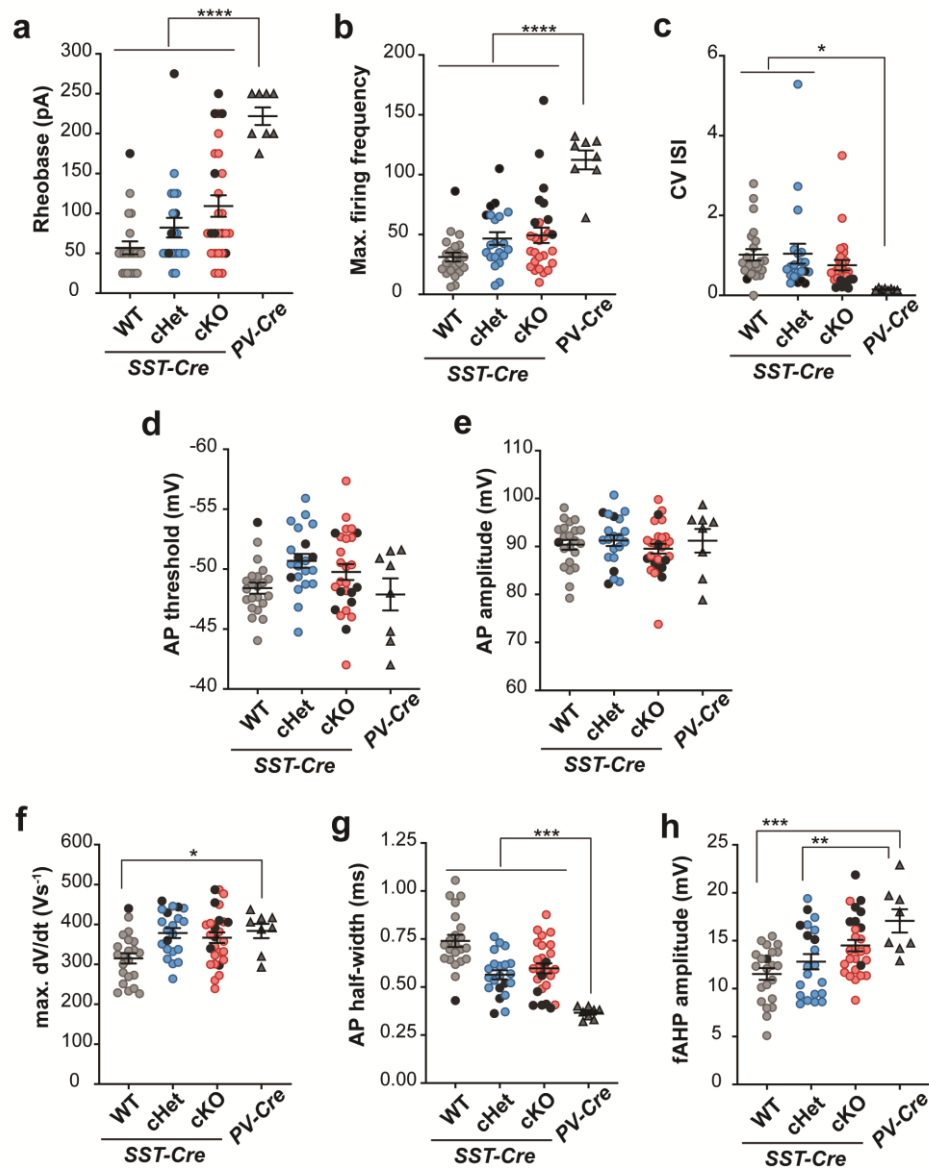 a
****
Rheobase (pA)
300
250
200
150
100
50
0
WT
cHet
cKO
PV-Cre
SST-Cre
b
****
Max. firing frequency
200
150
100
50
0
WT
cHet
cKO
PV-Cre
SST-Cre
c
*
CV ISI
6
4
2
0
WT
cHet
cKO
PV-Cre
SST-Cre
d
AP threshold (mV)
-60
-55
-50
-45
-40
WT
cHet
cKO
PV-Cre
SST-Cre
e
AP amplitude (mV)
110
100
90
80
70
60
WT
cHet
cKO
PV-Cre
SST-Cre
f
*
max. dV/dt (Vs⁻¹)
600
500
400
300
200
100
0
WT
cHet
cKO
PV-Cre
SST-Cre
g
***
AP half-width (ms)
1.25
1.00
0.75
0.50
0.25
0.00
WT
cHet
cKO
PV-Cre
SST-Cre
h
***
**
fAHP amplitude (mV)
25
20
15
10
5
0
WT
cHet
cKO
PV-Cre
SST-Cre